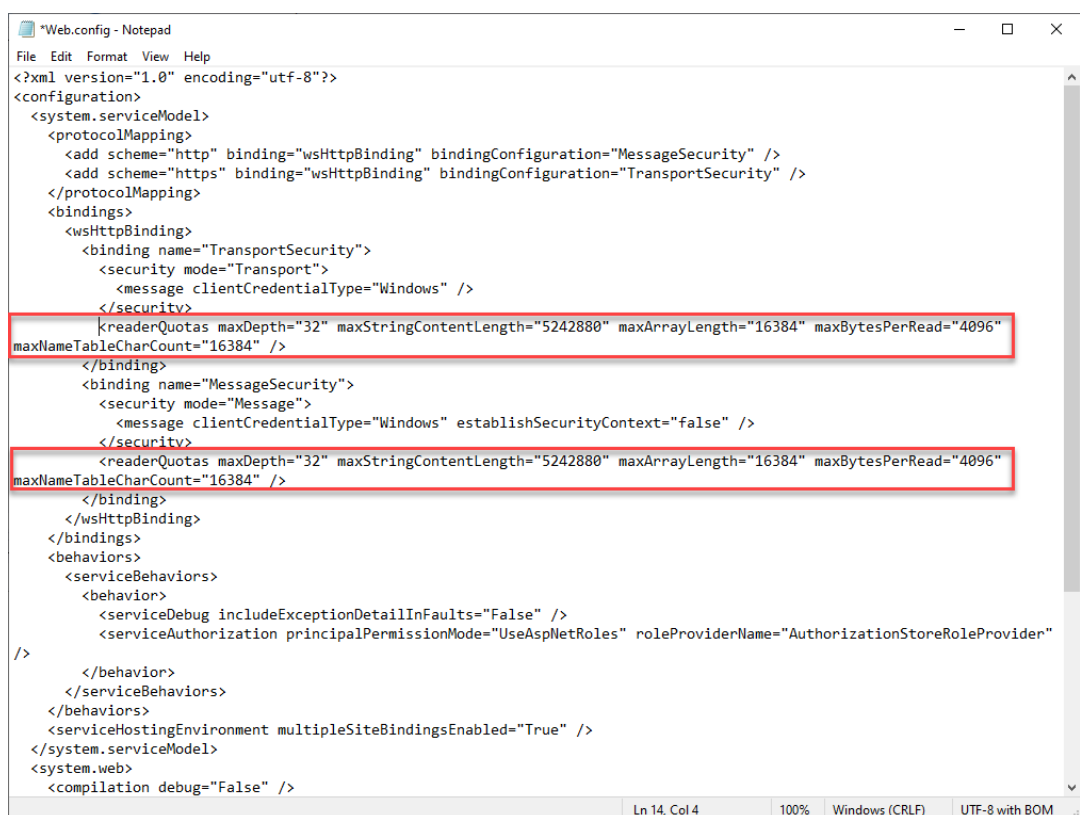 *Web.config - Notepad
File Edit Format View Help
<?xml version="1.0" encoding="utf-8"?>
<configuration>
  <system.serviceModel>
    <protocolMapping>
      <add scheme="http" binding="wsHttpBinding" bindingConfiguration="MessageSecurity" />
      <add scheme="https" binding="wsHttpBinding" bindingConfiguration="TransportSecurity" />
    </protocolMapping>
    <bindings>
      <wsHttpBinding>
        <binding name="TransportSecurity">
          <security mode="Transport">
            <message clientCredentialType="Windows" />
          </security>
          <readerQuotas maxDepth="32" maxStringContentLength="5242880" maxArrayLength="16384" maxBytesPerRead="4096"
maxNameTableCharCount="16384" />
        </binding>
        <binding name="MessageSecurity">
          <security mode="Message">
            <message clientCredentialType="Windows" establishSecurityContext="false" />
          </security>
          <readerQuotas maxDepth="32" maxStringContentLength="5242880" maxArrayLength="16384" maxBytesPerRead="4096"
maxNameTableCharCount="16384" />
        </binding>
      </wsHttpBinding>
    </bindings>
    <behaviors>
      <serviceBehaviors>
        <behavior>
          <serviceDebug includeExceptionDetailInFaults="False" />
          <serviceAuthorization principalPermissionMode="UseAspNetRoles" roleProviderName="AuthorizationStoreRoleProvider"
/>
        </behavior>
      </serviceBehaviors>
    </behaviors>
    <serviceHostingEnvironment multipleSiteBindingsEnabled="True" />
  </system.serviceModel>
  <system.web>
    <compilation debug="False" />
Ln 14, Col 4 100% Windows (CRLF) UTF-8 with BOM